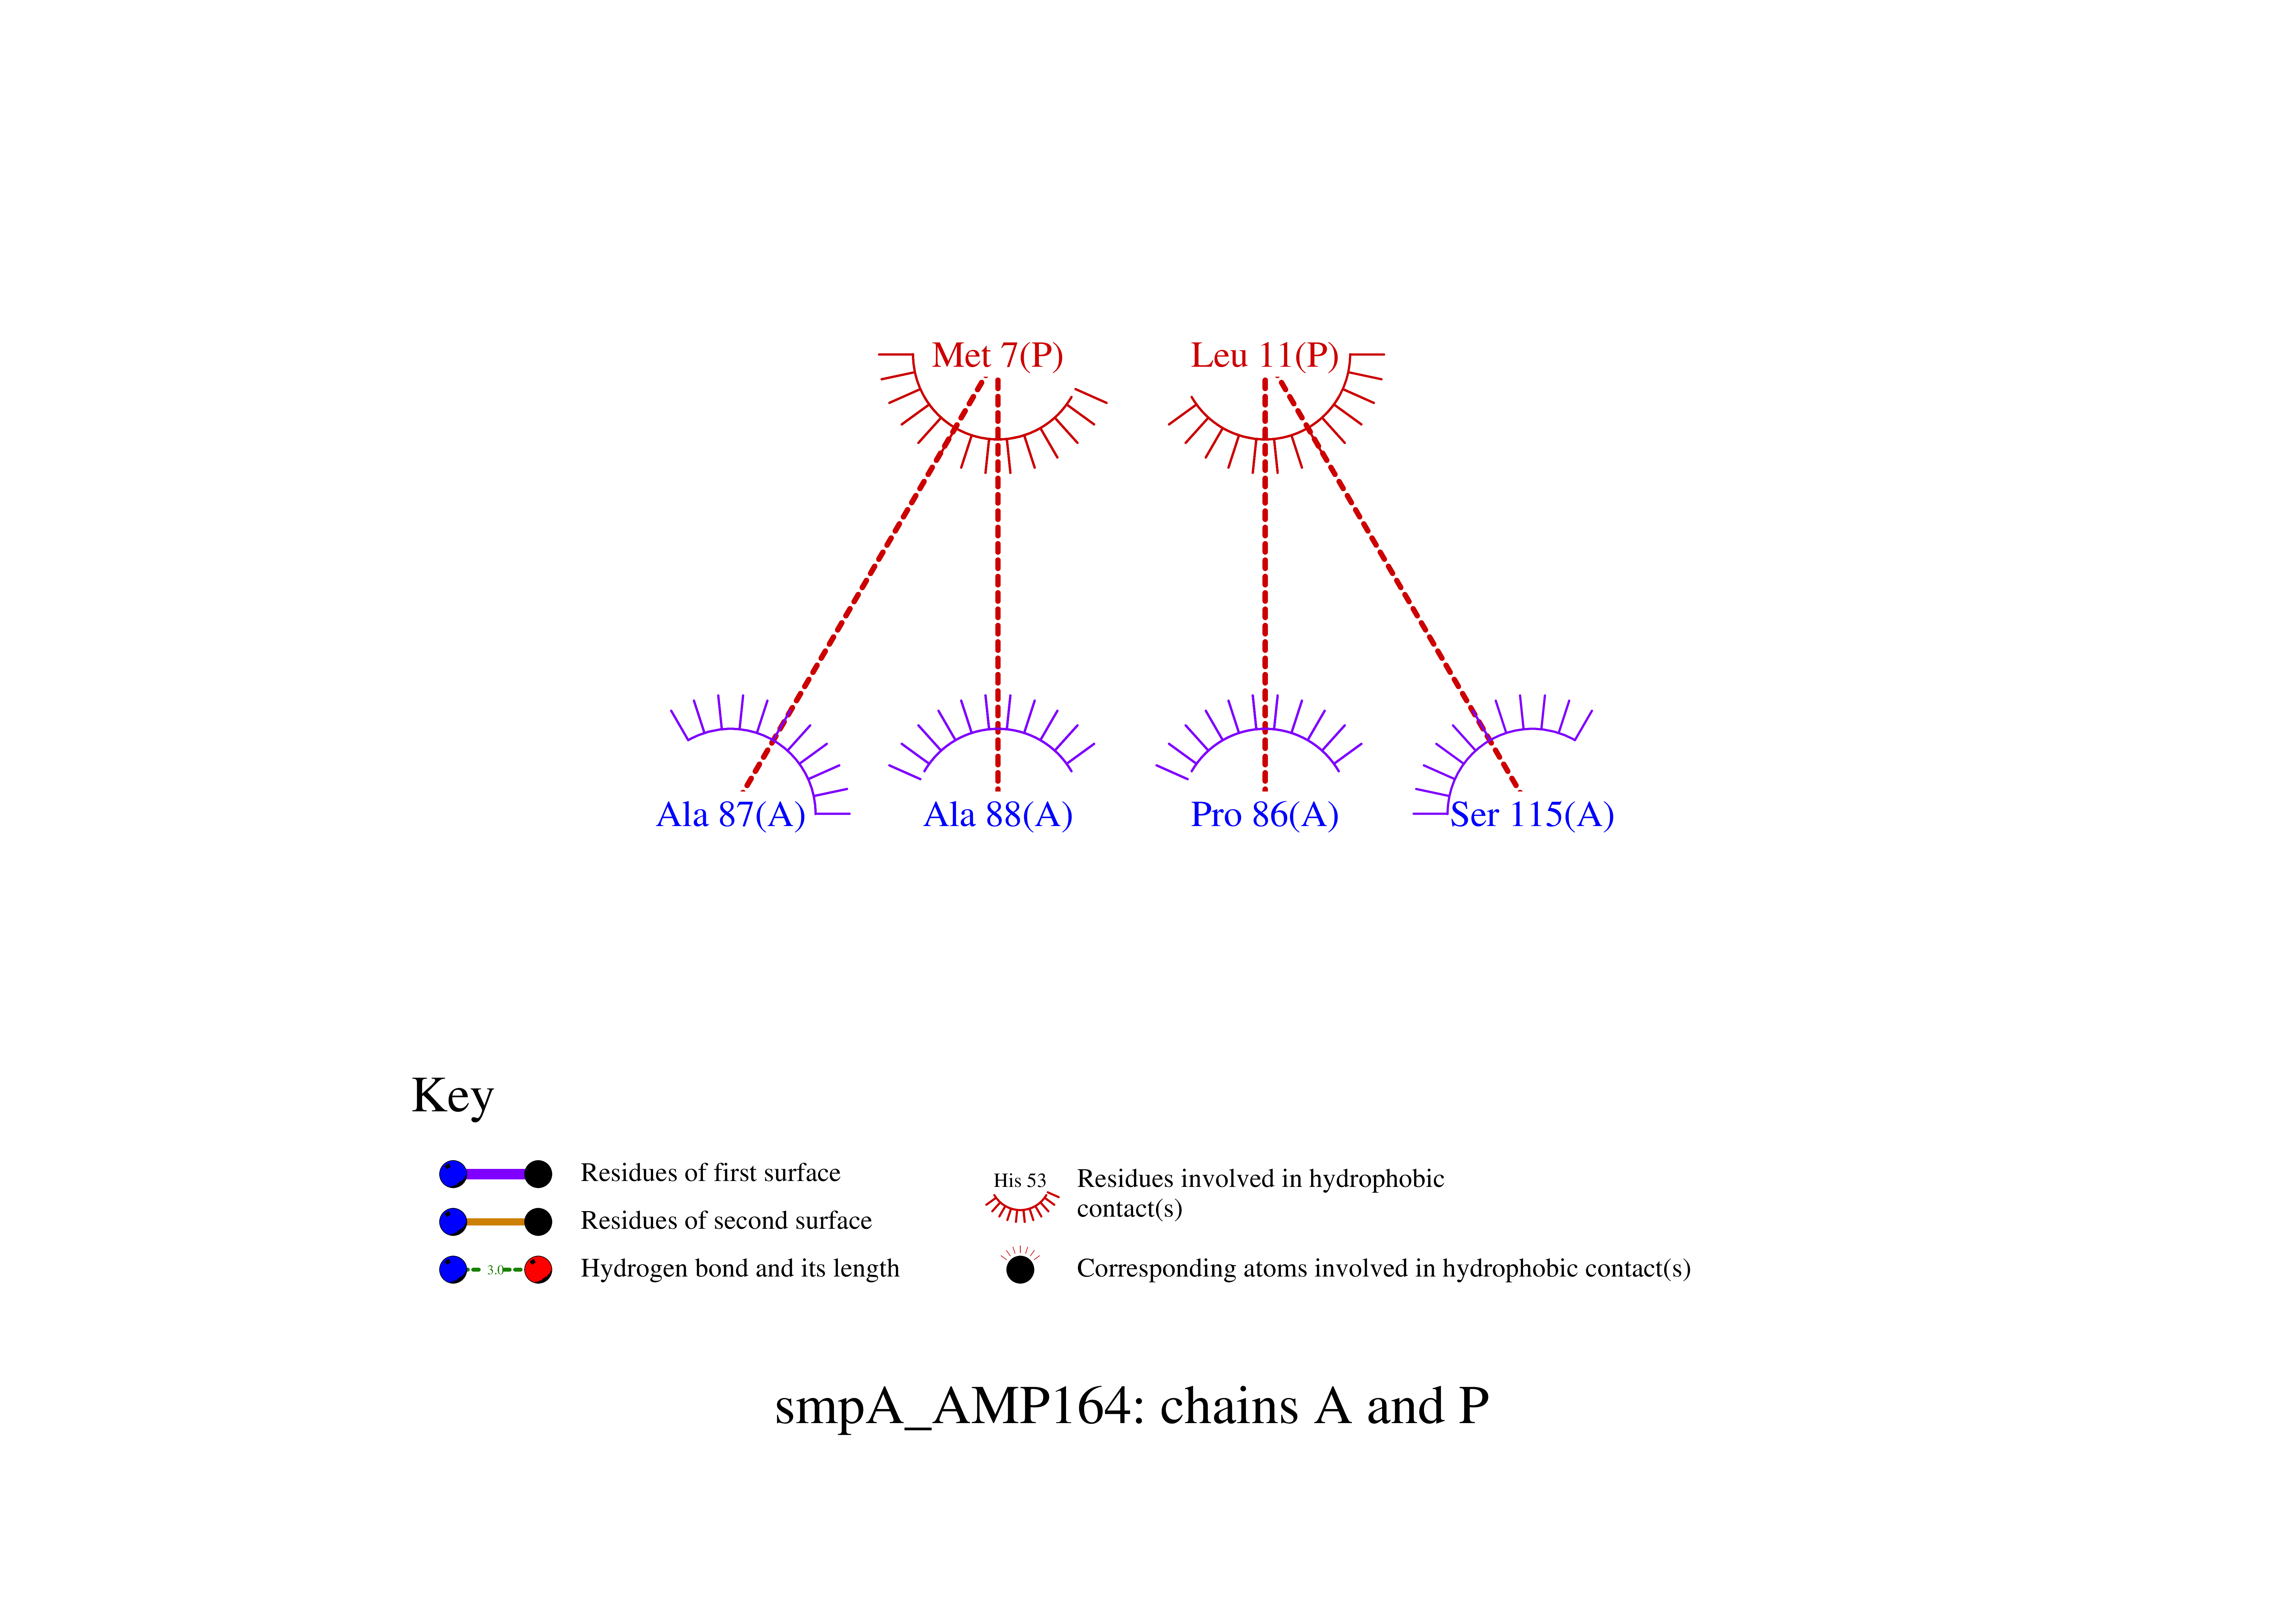 Met 7(P)
Leu 11(P)
Ala 87(A)
Ala 88(A)
Pro 86(A)
Ser 115(A)
Key
Residues of first surface
Residues of second surface
3.0
Hydrogen bond and its length
His 53
Residues involved in hydrophobic
contact(s)
Corresponding atoms involved in hydrophobic contact(s)
smpA_AMP164: chains A and P